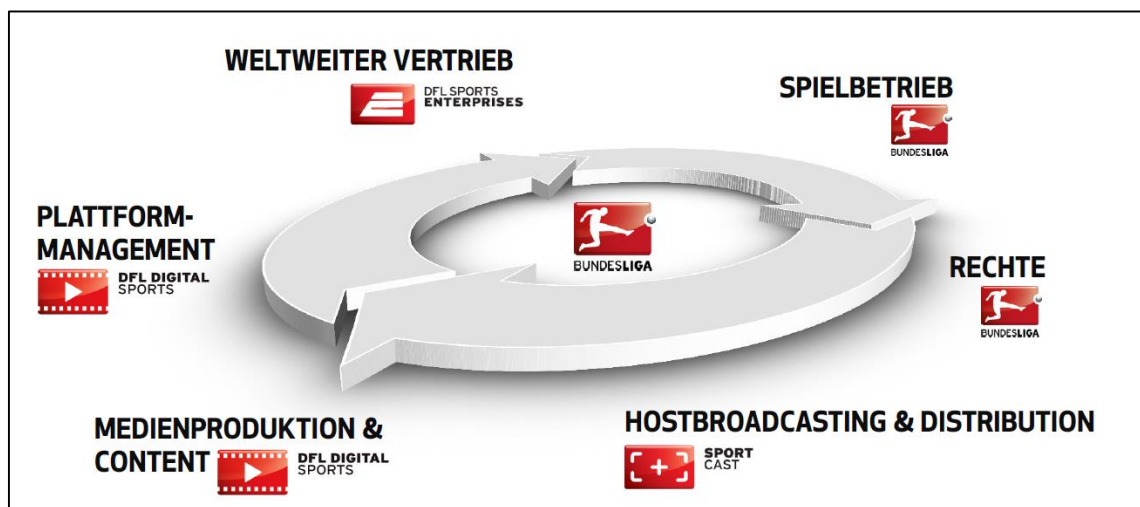 WELTWEITER VERTRIEB
DFL SPORTS
ENTERPRISES
SPIELBETRIEB
BUNDESLIGA
PLATTFORM-
MANAGEMENT
DFL DIGITAL
SPORTS
BUNDESLIGA
RECHTE
BUNDESLIGA
MEDIENPRODUKTION &
CONTENT
DFL DIGITAL
SPORTS
HOSTBROADCASTING & DISTRIBUTION
SPORT
CAST